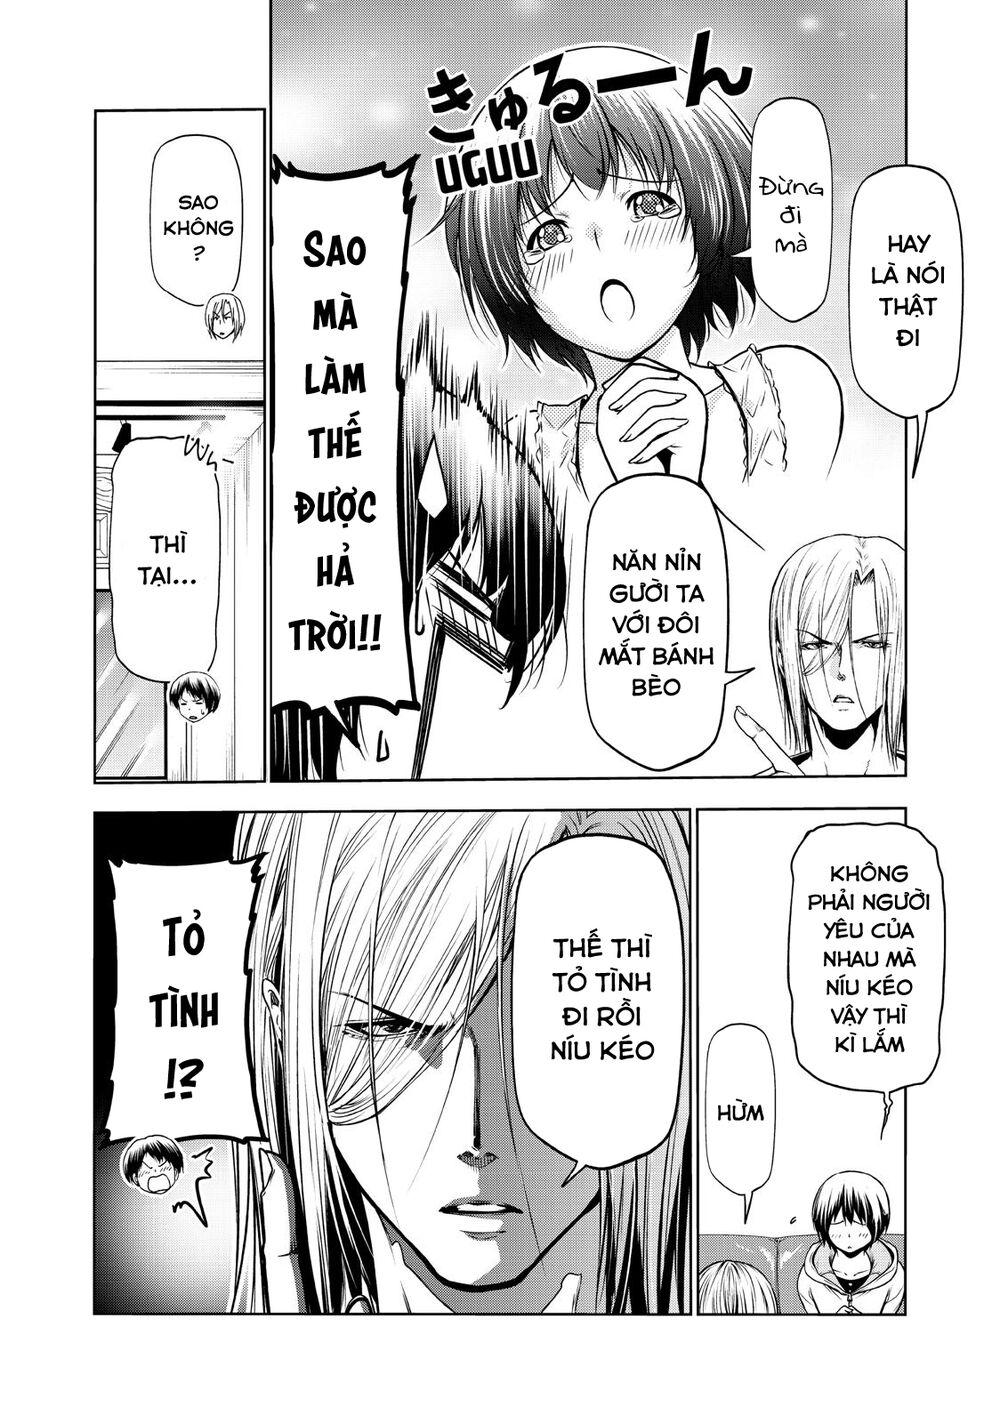 HAY
LÀ NÓI
THẬT
ĐI
Đừng
đi
mà
きゅるーん
UGUU
NĂN NỈN
GƯỜI TA
VỚI ĐÔI
MẮT BÁNH
BÈO
SAO
MÀ
LÀM
THẾ
ĐƯỢC
HẢ
TRỜI!!
SAO
KHÔNG
?
THÌ
TẠI...
KHÔNG
PHẢI NGƯỜI
YÊU CỦA
NHAU MÀ
NÍU KÉO
VẬY THÌ
KÌ LẮM
HỪM
THẾ THÌ
TỎ TÌNH
ĐI RỒI
NÍU KÉO
TỎ
TÌNH
!?